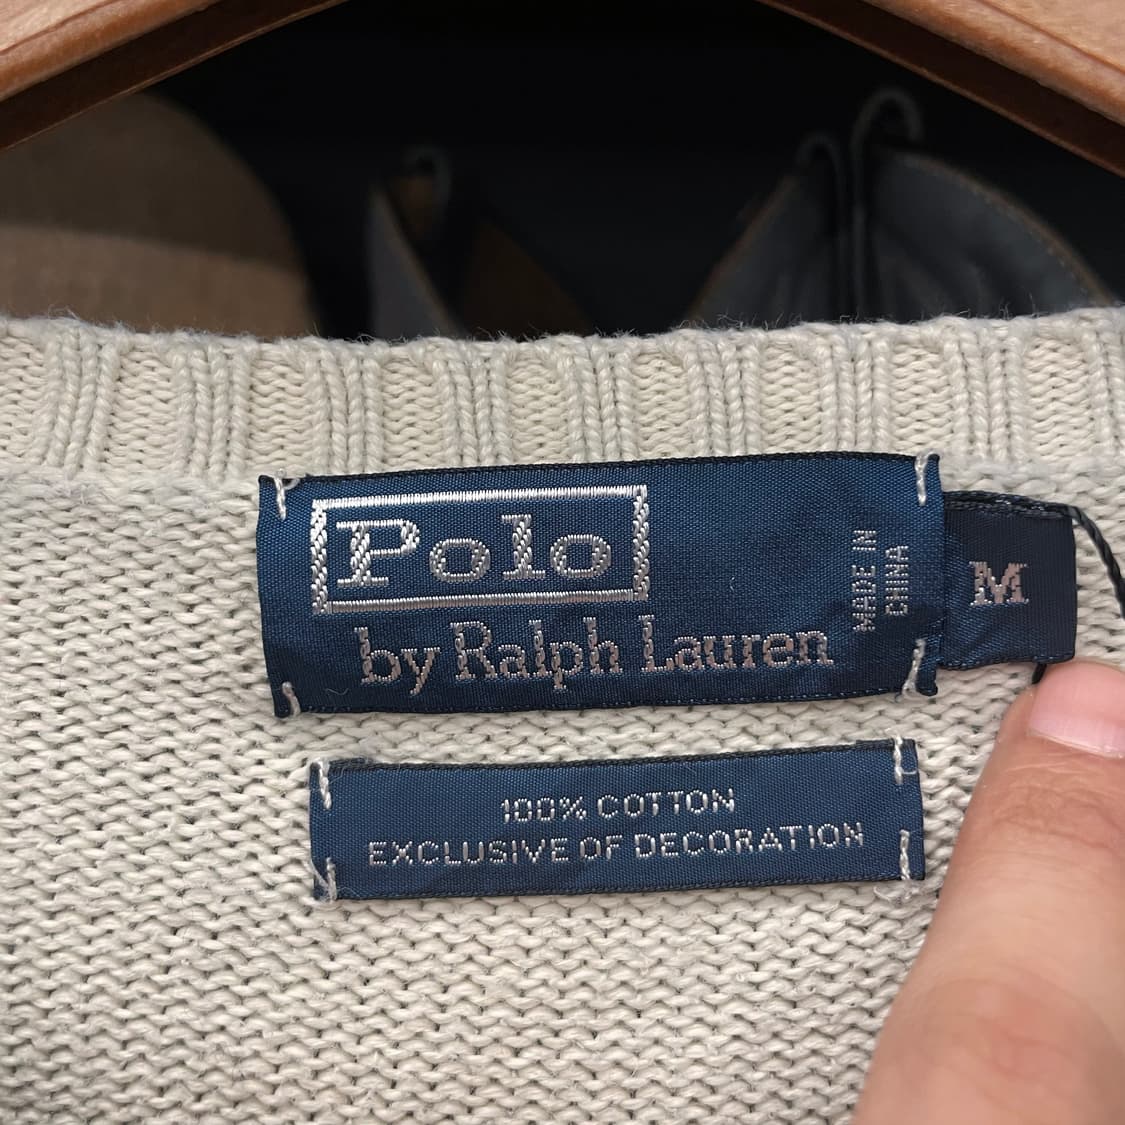 Polo
by Ralph Lauren
MADE IN
CHINA
M
100% COTTON
EXCLUSIVE OF DECORATION